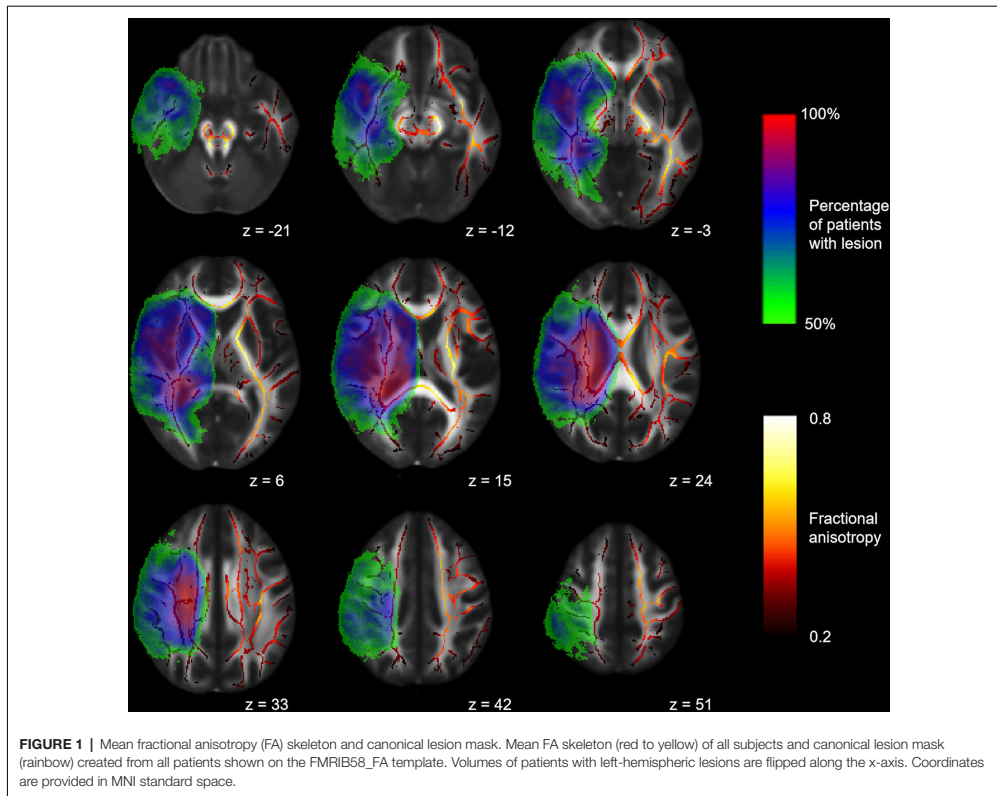 z = -21
z = -12
z = -3
100%
Percentage
of patients
with lesion
50%
z = 6
z = 15
z = 24
0.8
Fractional
anisotropy
0.2
z = 33
z = 42
z = 51
FIGURE 1 | Mean fractional anisotropy (FA) skeleton and canonical lesion mask. Mean FA skeleton (red to yellow) of all subjects and canonical lesion mask
(rainbow) created from all patients shown on the FMRIB58_FA template. Volumes of patients with left-hemispheric lesions are flipped along the x-axis. Coordinates
are provided in MNI standard space.